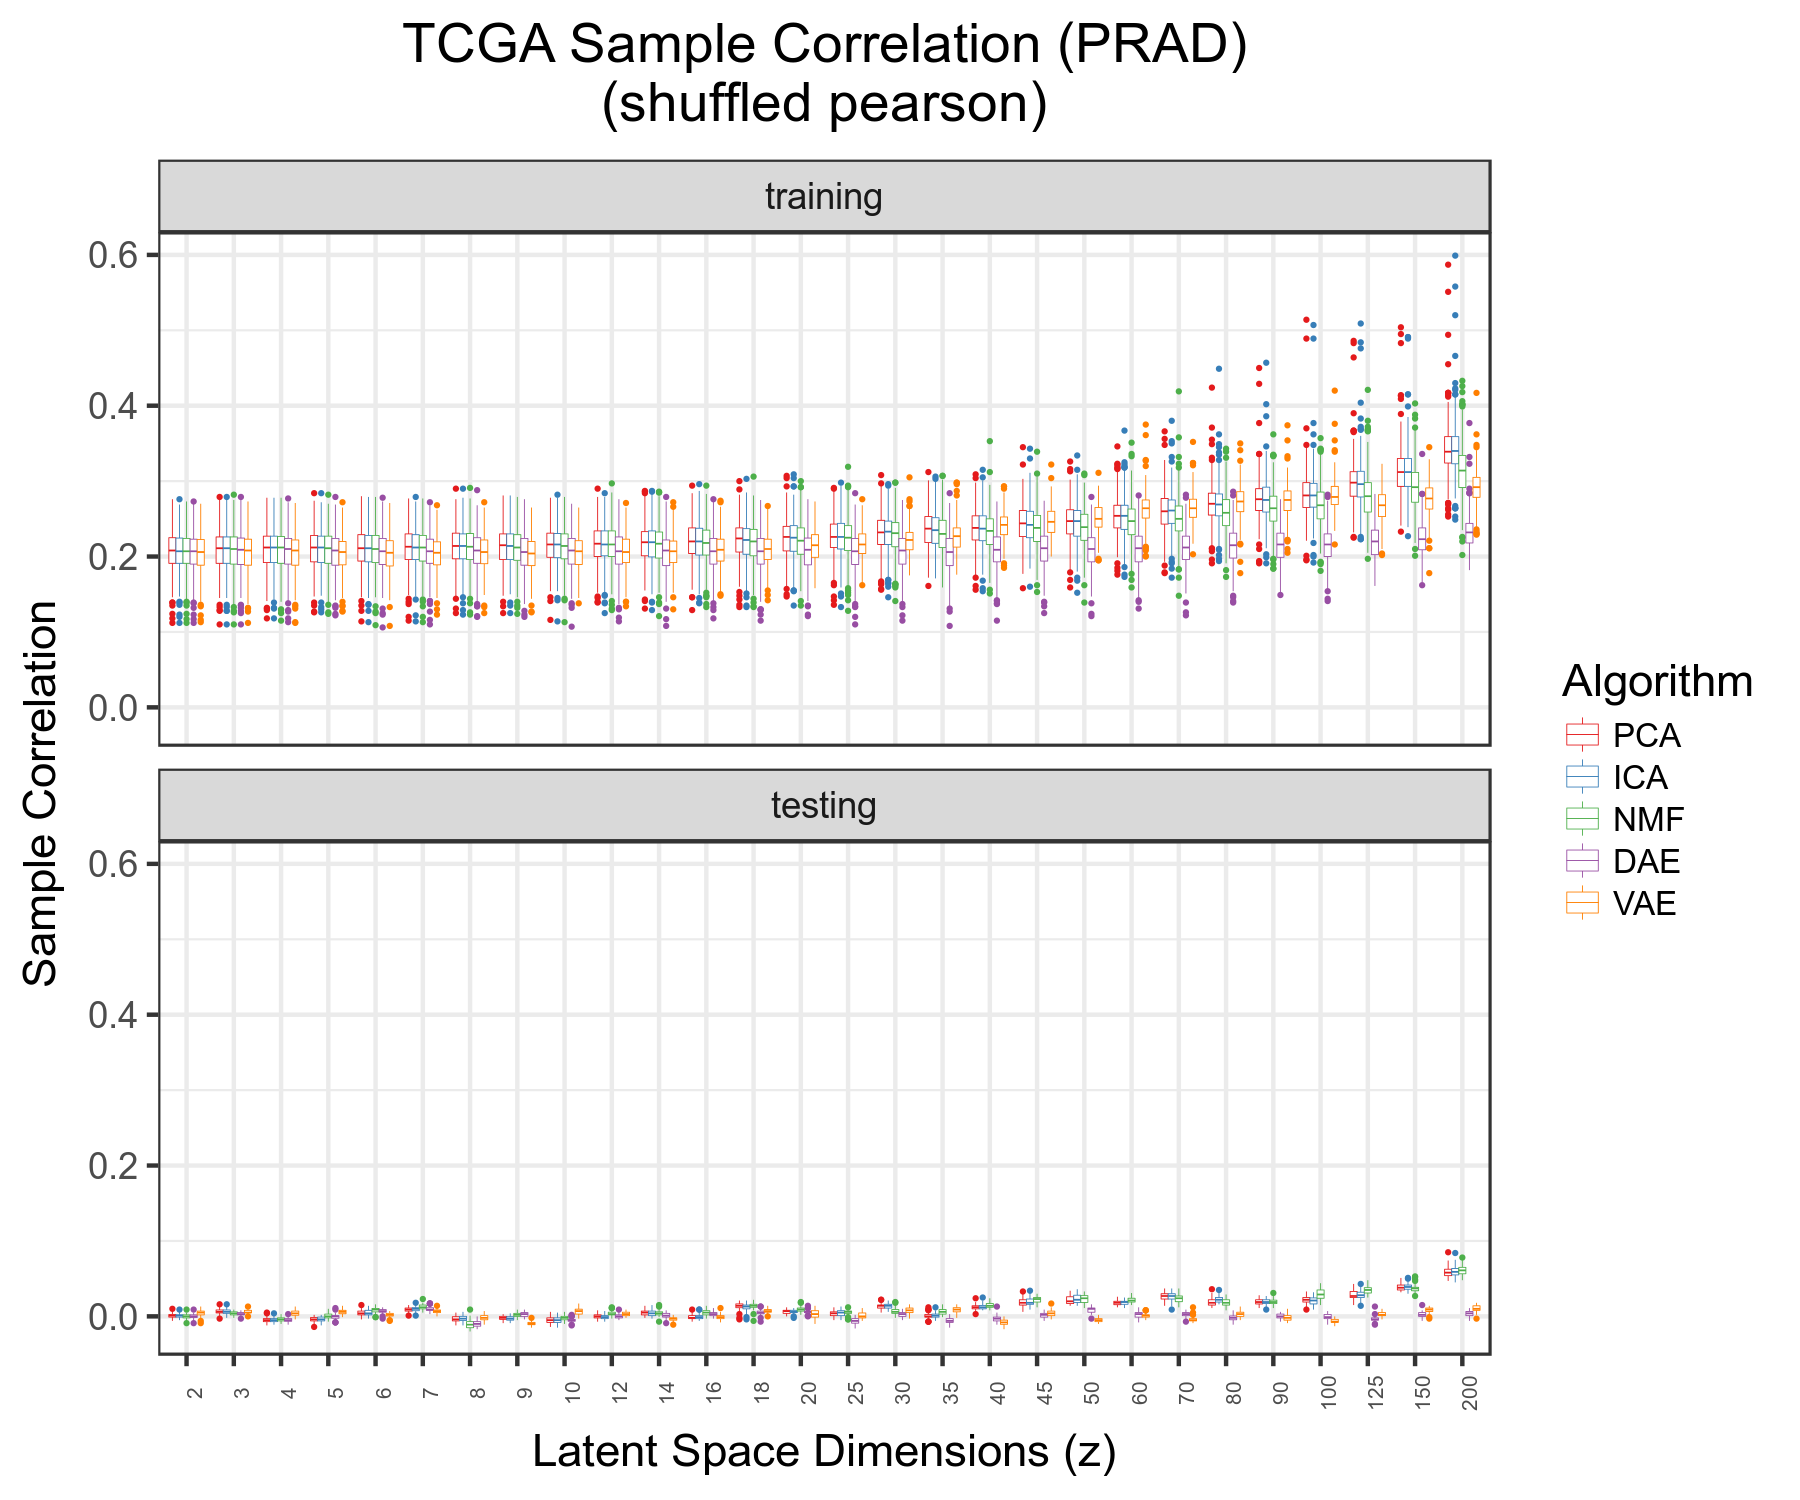 TCGA Sample Correlation (PRAD)
(shuffled pearson)
training
0.6
0.4
0.2
0.0
testing
0.6
0.4
0.2
0.0
Sample Correlation
2 3 4 5 6 7 8 9 10 12 14 16 18 20 25 30 35 40 45 50 60 70 80 90 100 125 150 200
Latent Space Dimensions (z)
Algorithm
PCA
ICA
NMF
DAE
VAE